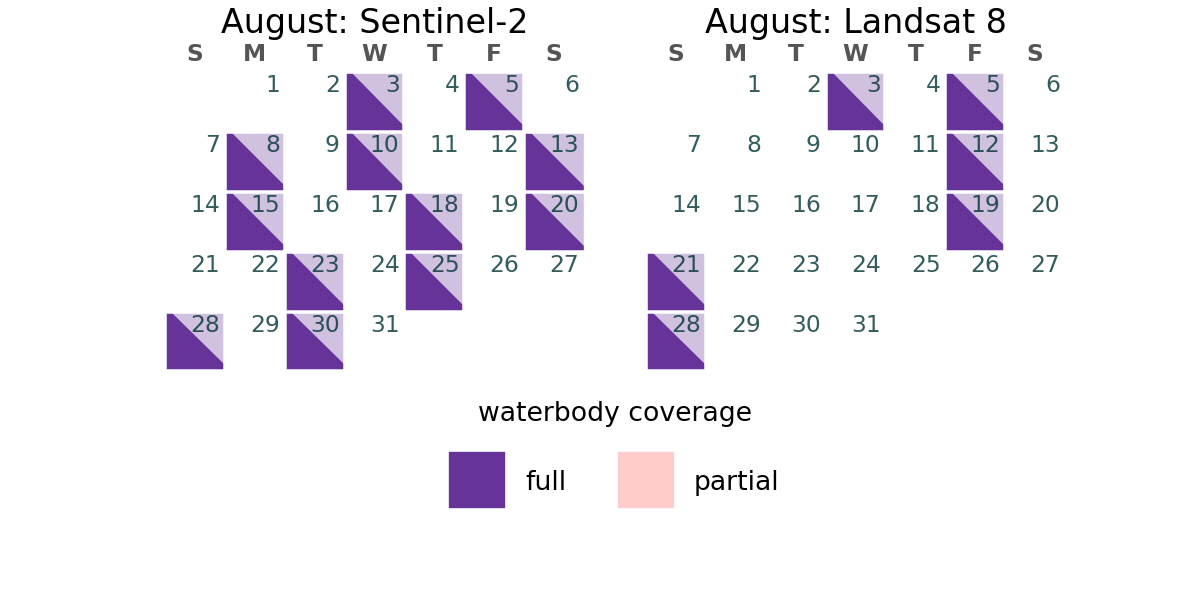 August: Sentinel-2
S M T W T F S
1 2 3 4 5 6
7 8 9 10 11 12 13
14 15 16 17 18 19 20
21 22 23 24 25 26 27
28 29 30 31
August: Landsat 8
S M T W T F S
1 2 3 4 5 6
7 8 9 10 11 12 13
14 15 16 17 18 19 20
21 22 23 24 25 26 27
28 29 30 31
waterbody coverage
full partial